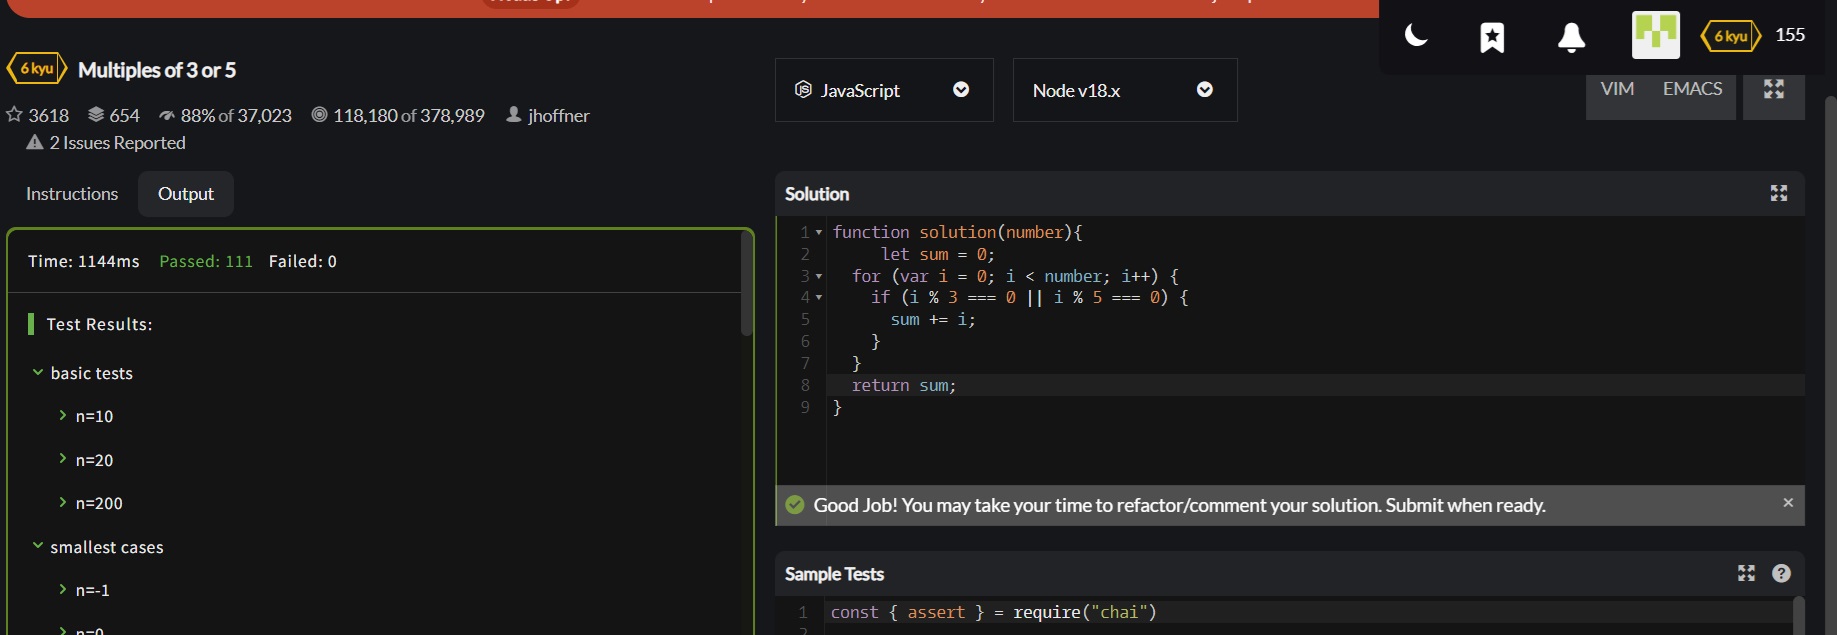 6 kyu 155
6 kyu Multiples of 3 or 5
3618 654 88% of 37,023 118,180 of 378,989 jhoffner
2 Issues Reported
JavaScript Node v18.x VIM EMACS
Instructions Output
Time: 1144ms Passed: 111 Failed: 0
Test Results:
basic tests
n=10
n=20
n=200
smallest cases
n=-1
n=0
Solution
1 function solution(number){
2 let sum = 0;
3 for (var i = 0; i < number; i++) {
4 if (i % 3 === 0 || i % 5 === 0) {
5 sum += i;
6 }
7 }
8 return sum;
9 }
Good Job! You may take your time to refactor/comment your solution. Submit when ready. ×
Sample Tests ?
1 const { assert } = require("chai")
2